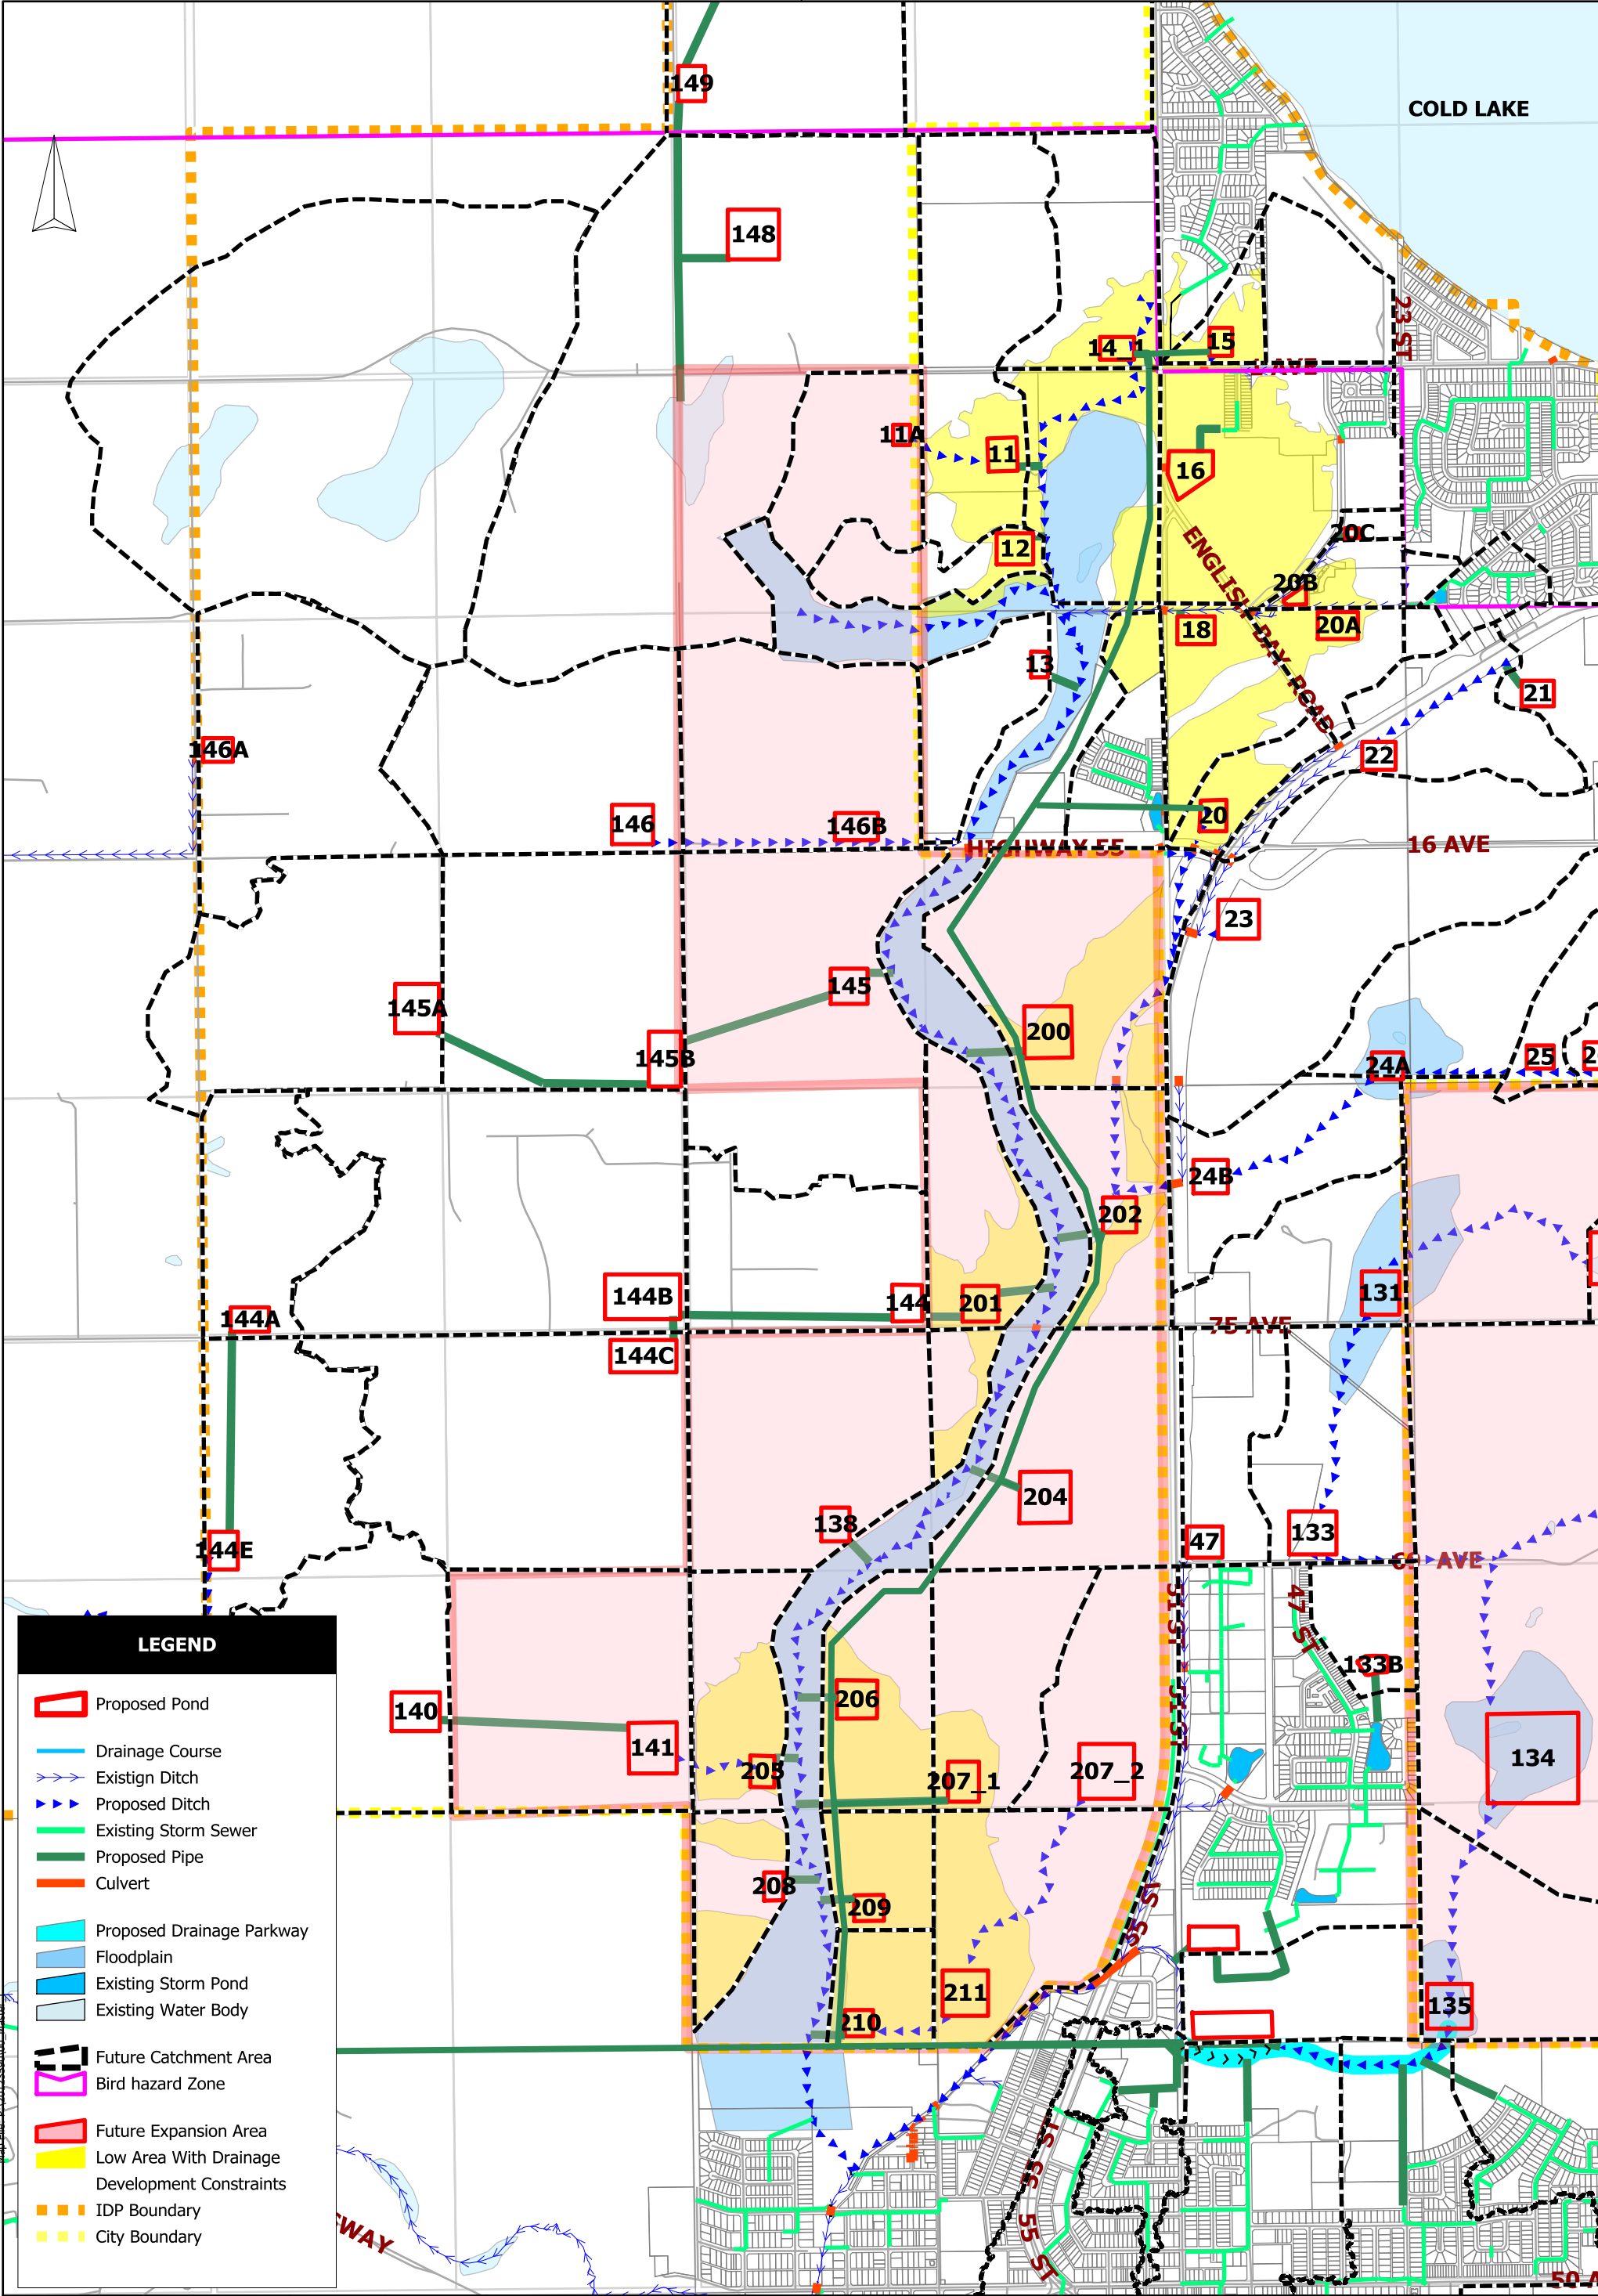 149
COLD LAKE
148
23 ST
14_1
15
1 AVE
11A
11
16
12
20C
ENGLISH BAY ROAD
20B
18
20A
13
21
146A
22
146
146B
20
HIGHWAY 55
16 AVE
23
145A
145
200
145B
24A
25
24B
202
144B
144
201
131
144A
75 AVE
144C
204
138
47
133
144E
69 AVE
51 ST
47 ST
133B
LEGEND
Proposed Pond
Drainage Course
Existign Ditch
Proposed Ditch
Existing Storm Sewer
Proposed Pipe
Culvert
Proposed Drainage Parkway
Floodplain
Existing Storm Pond
Existing Water Body
Future Catchment Area
Bird hazard Zone
Future Expansion Area
Low Area With Drainage
Development Constraints
IDP Boundary
City Boundary
140
206
51 ST
141
205
207_1
207_2
134
208
209
55 ST
211
210
135
55 ST
55 ST